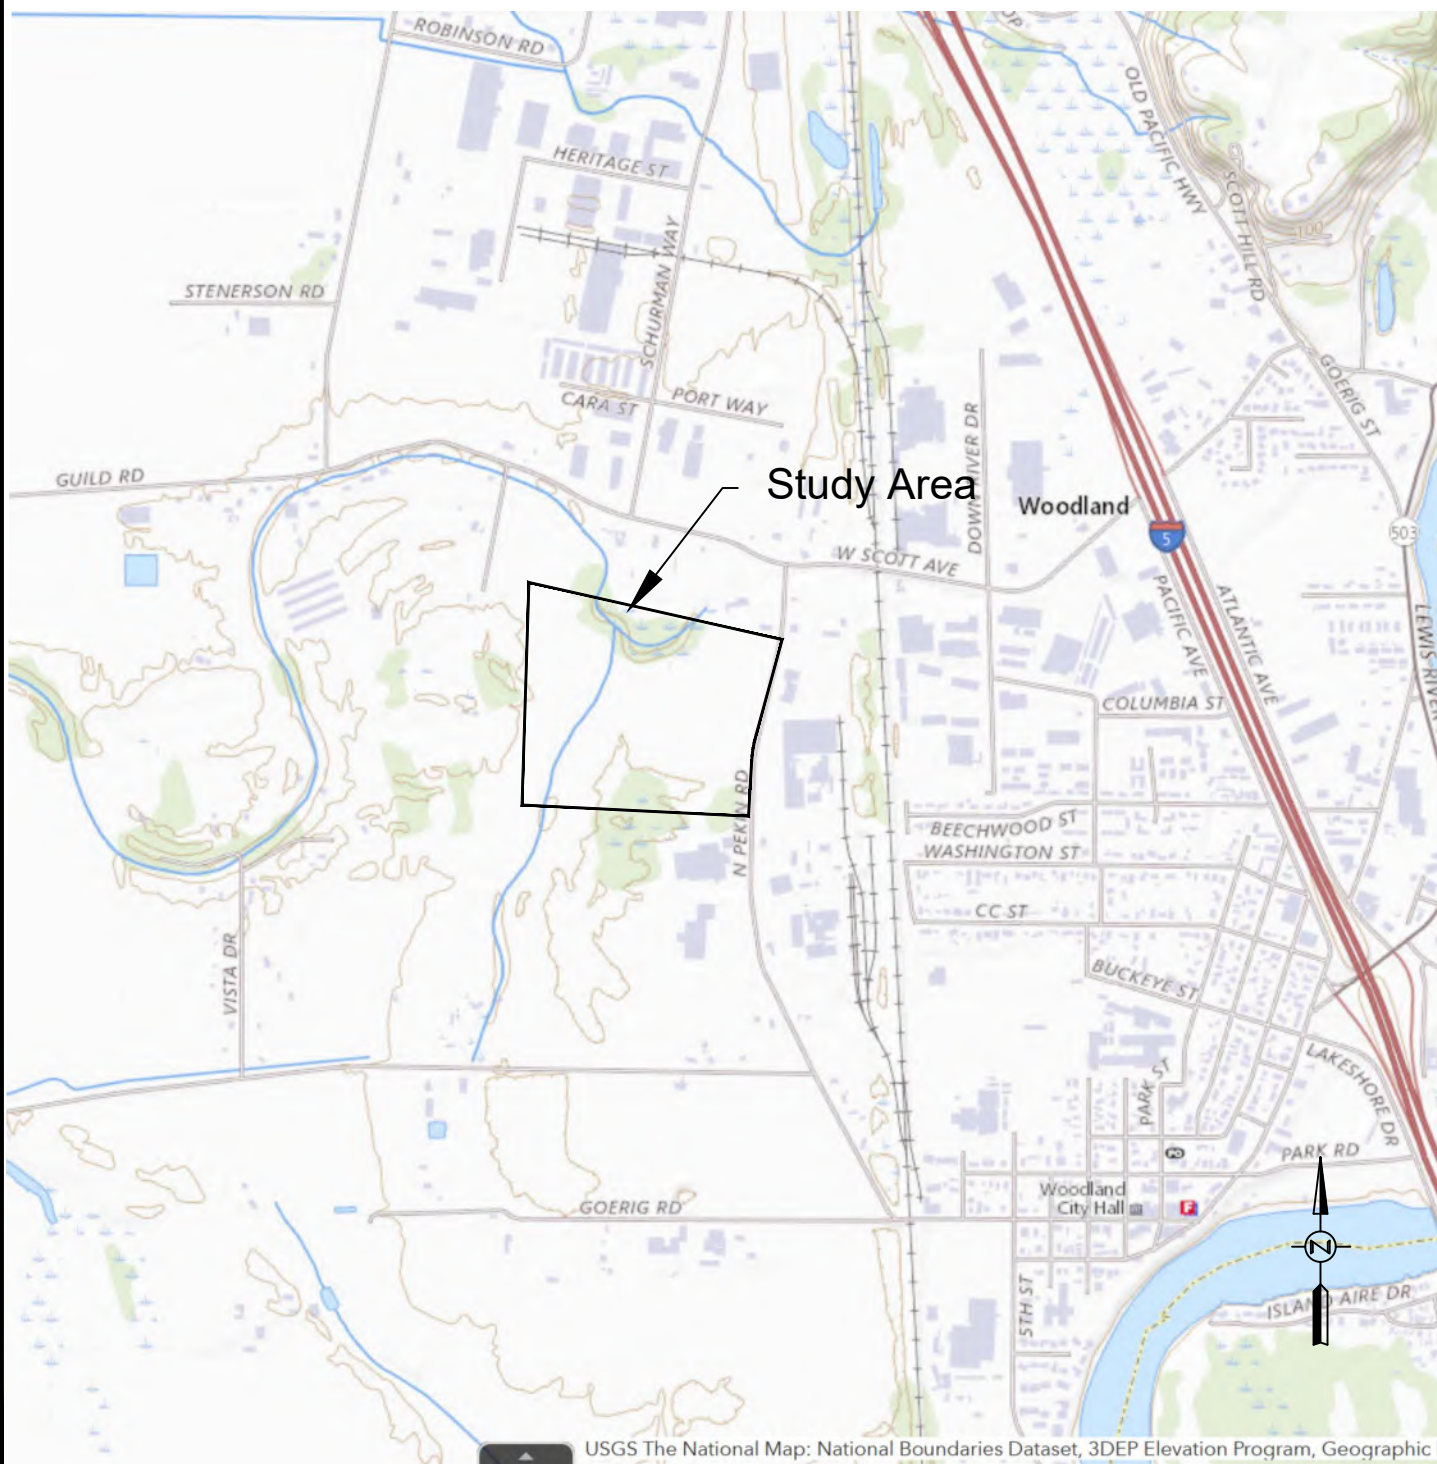 ROBINSON RD
OP
OLD PACIFIC HWY
HERITAGE ST
SCOTT HILL RD
SCHURMAN WAY
100
STENERSON RD
GOERIG ST
CARA ST
PORT WAY
DOWNRIVER DR
GUILD RD
Study Area
Woodland
5
503
W SCOTT AVE
PACIFIC AVE
ATLANTIC AVE
LEWIS RIVER
COLUMBIA ST
N PEKIN RD
BEECHWOOD ST
WASHINGTON ST
CC ST
VISTA DR
BUCKEYE ST
LAKESHORE DR
PARK ST
PO
PARK RD
Woodland
City Hall
F
GOERIG RD
Z
5TH ST
ISLAND AIRE DR
USGS The National Map: National Boundaries Dataset, 3DEP Elevation Program, Geographic